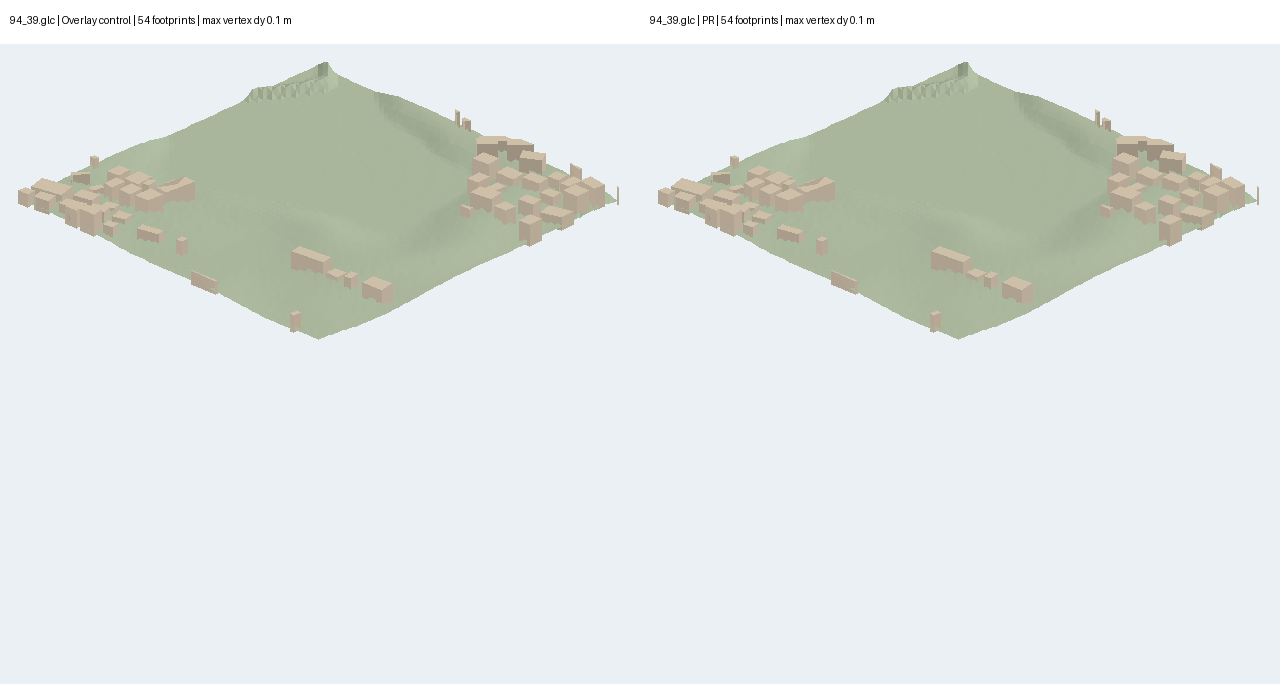 94_39.glc | Overlay control | 54 footprints | max vertex dy 0.1 m
94_39.glc | PR | 54 footprints | max vertex dy 0.1 m